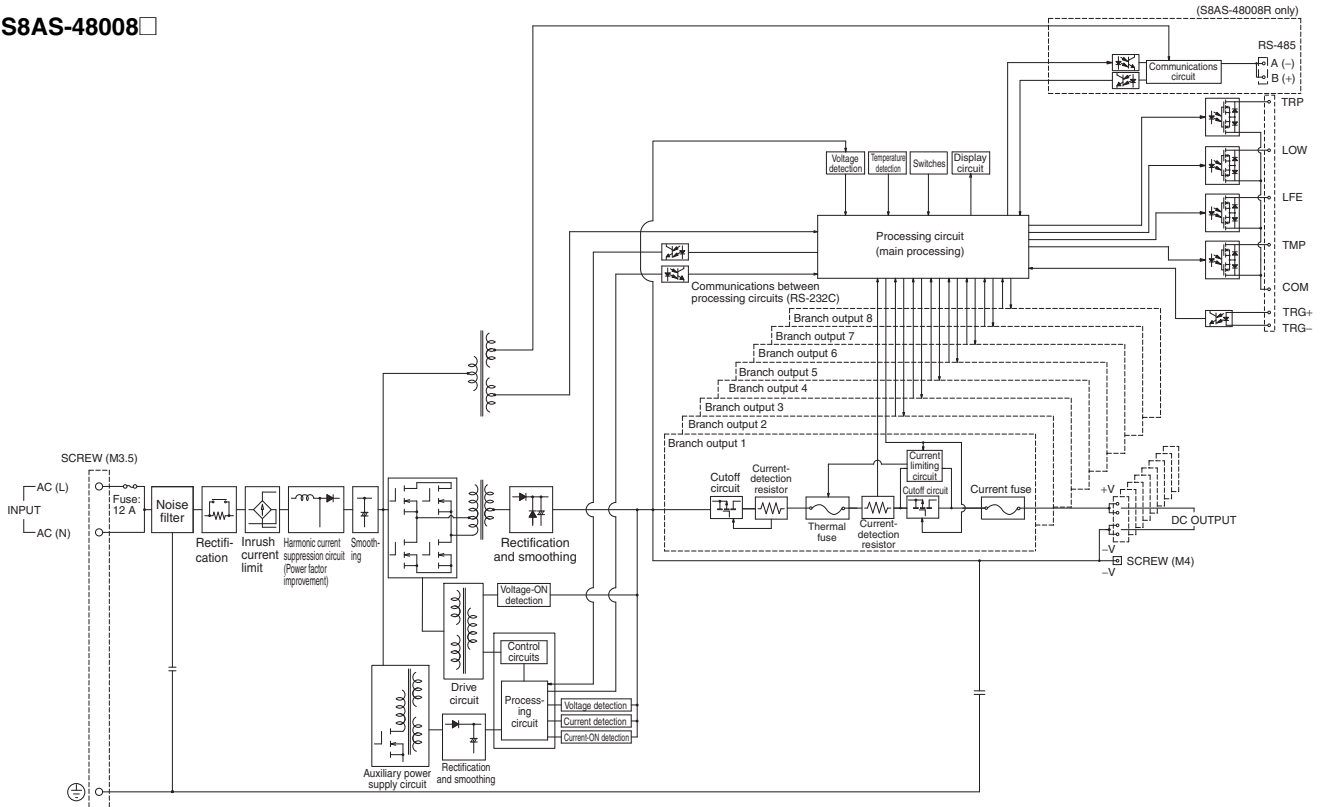 S8AS-48008□
(S8AS-48008R only)
RS-485
Communications
circuit
A (–)
B (+)
TRP
LOW
LFE
TMP
COM
TRG+
TRG–
Voltage
detection
Temperature
detection
Switches
Display
circuit
Processing circuit
(main processing)
Communications between
processing circuits (RS-232C)
Branch output 8
Branch output 7
Branch output 6
Branch output 5
Branch output 4
Branch output 3
Branch output 2
Branch output 1
Cutoff
circuit
Current-
detection
resistor
Thermal
fuse
Current-
detection
resistor
Current
limiting
circuit
Cutoff circuit
Current fuse
+V
DC OUTPUT
–V
SCREW (M4)
–V
SCREW (M3.5)
AC (L)
INPUT
AC (N)
Fuse:
12 A
Noise
filter
Rectifi-
cation
Inrush
current
limit
Harmonic current
suppression circuit
(Power factor
improvement)
Smooth-
ing
Rectification
and smoothing
Voltage-ON
detection
Drive
circuit
Control
circuits
Process-
ing
circuit
Voltage detection
Current detection
Current-ON detection
Auxiliary power
supply circuit
Rectification
and smoothing